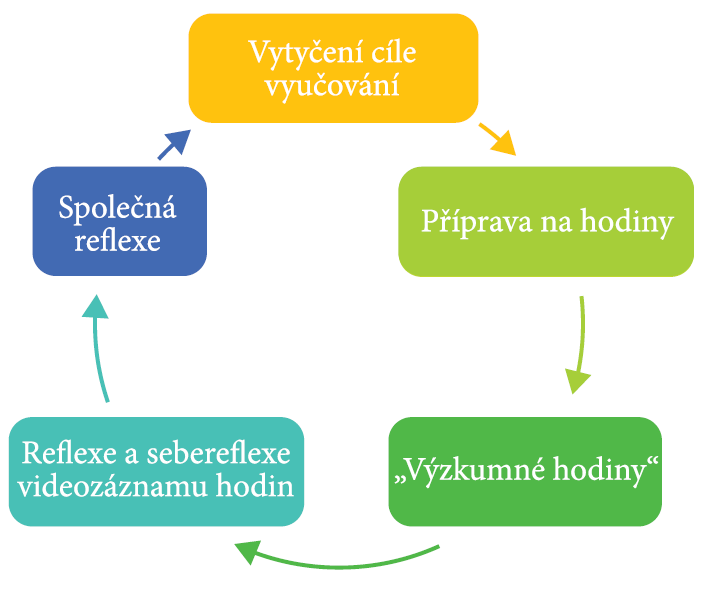 Vytyčení cíle
vyučování
Příprava na hodiny
„Výzkumné hodiny“
Reflexe a sebereflexe
videozáznamu hodin
Společná
reflexe